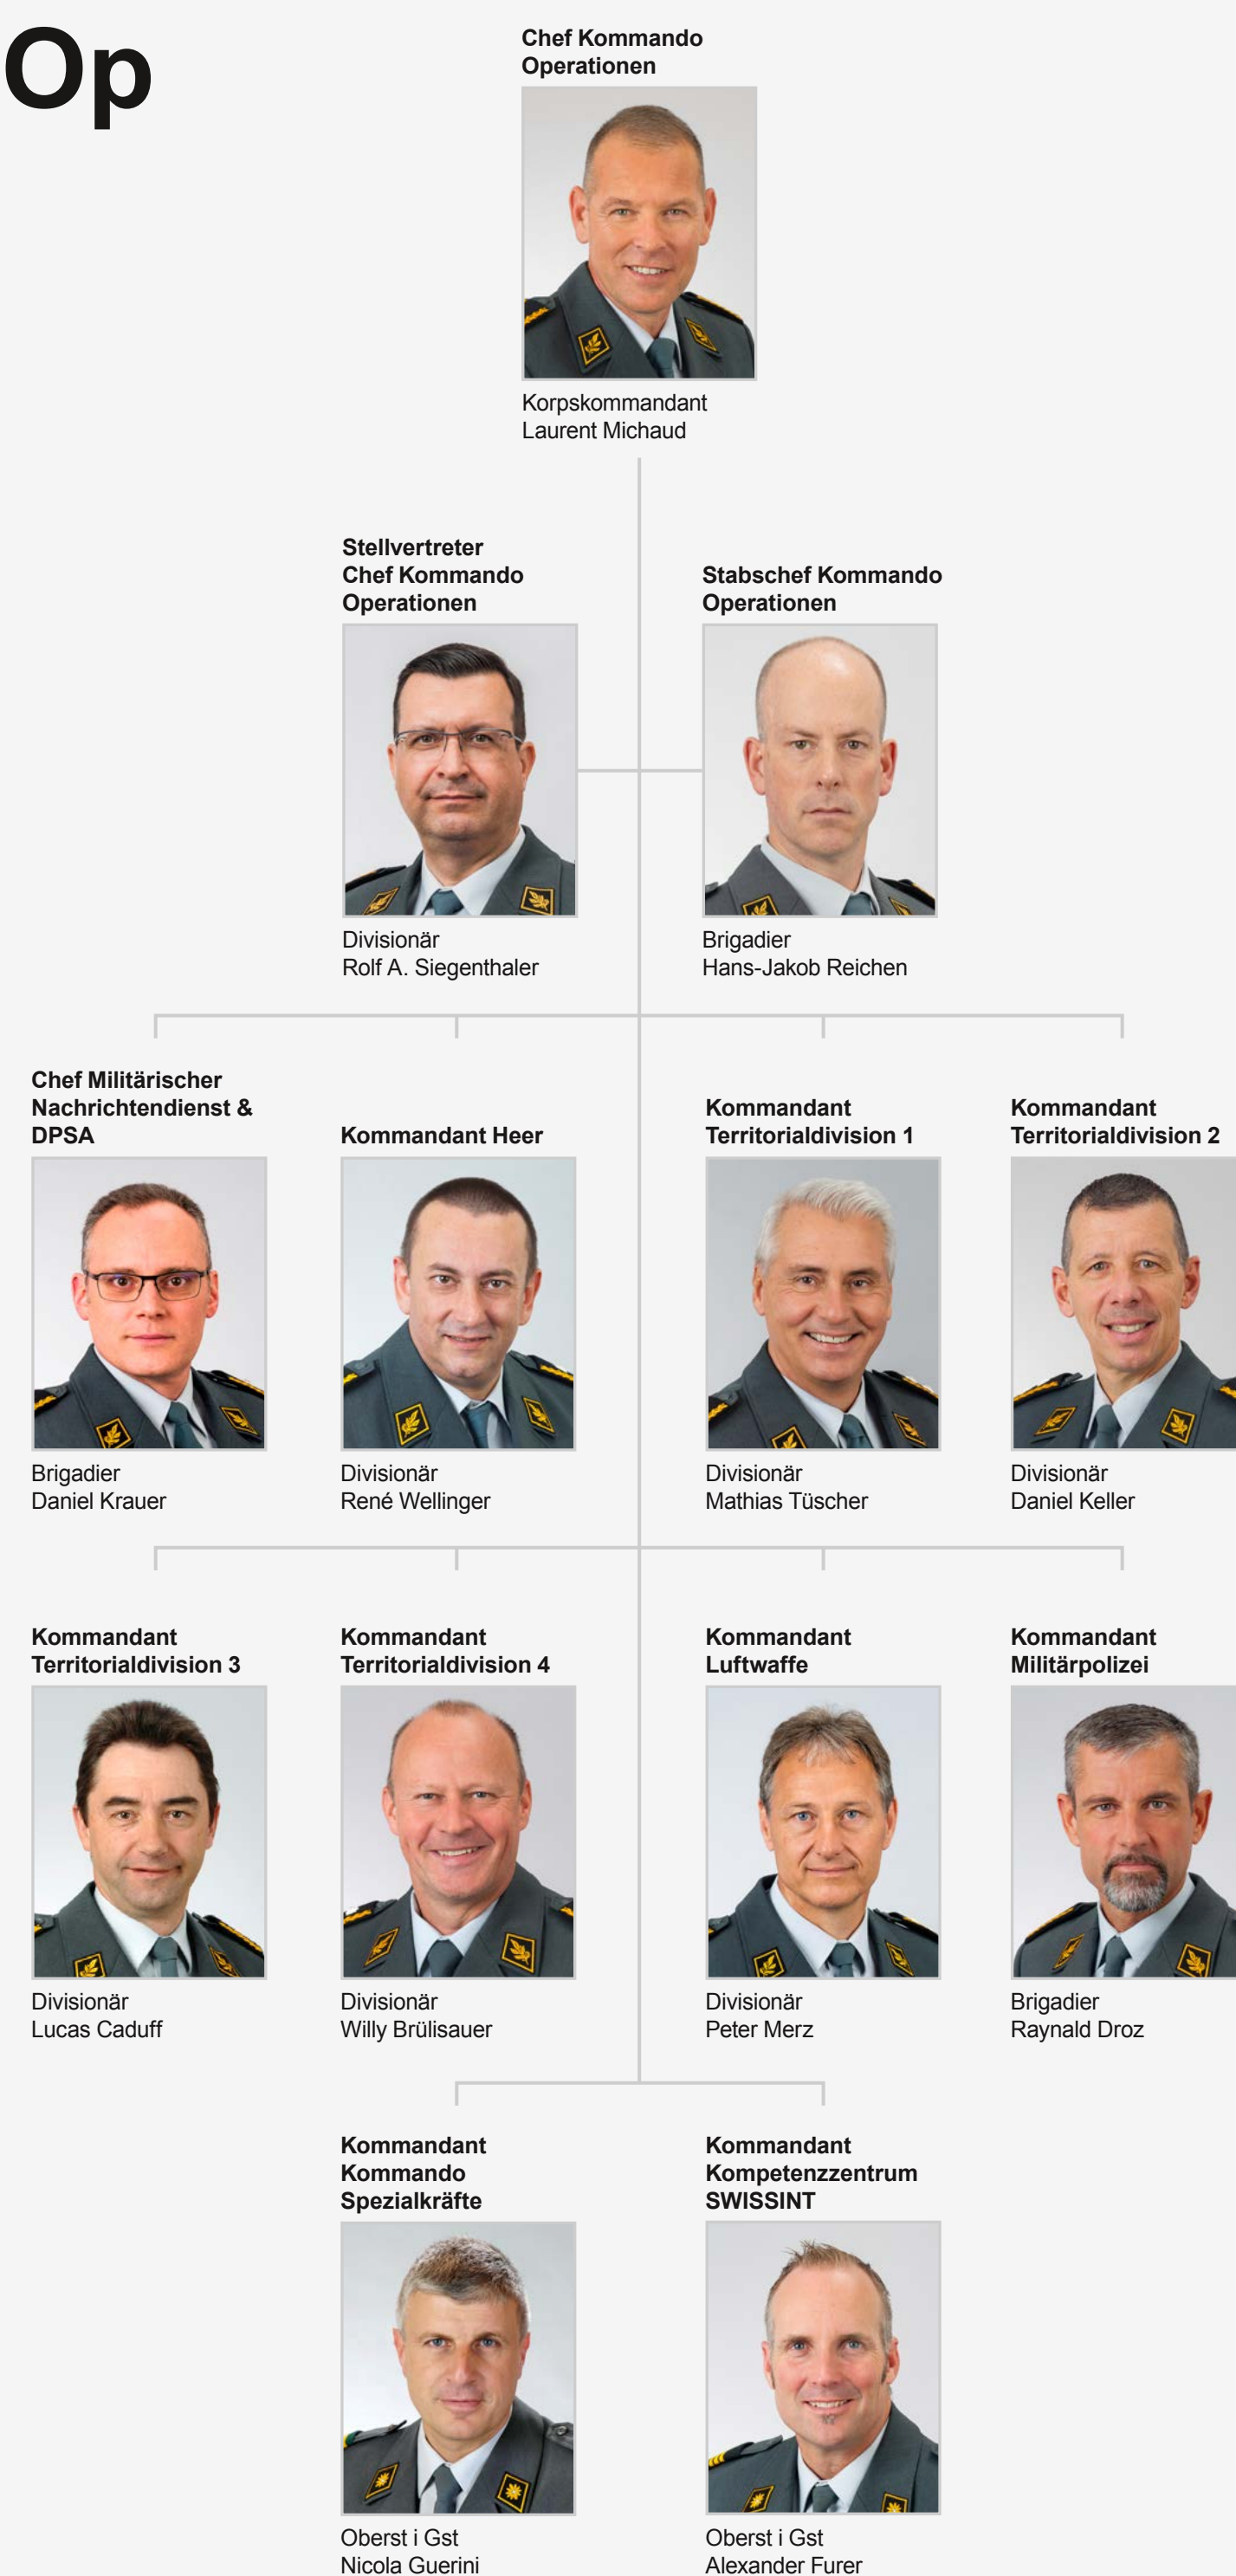 Op
Chef Kommando
Operationen
Korpskommandant
Laurent Michaud
Stellvertreter
Chef Kommando
Operationen
Divisionär
Rolf A. Siegenthaler
Stabschef Kommando
Operationen
Brigadier
Hans-Jakob Reichen
Chef Militärischer
Nachrichtendienst &
DPSA
Brigadier
Daniel Krauer
Kommandant Heer
Divisionär
René Wellinger
Kommandant
Territorialdivision 1
Divisionär
Mathias Tüscher
Kommandant
Territorialdivision 2
Divisionär
Daniel Keller
Kommandant
Territorialdivision 3
Divisionär
Lucas Caduff
Kommandant
Territorialdivision 4
Divisionär
Willy Brülisauer
Kommandant
Luftwaffe
Divisionär
Peter Merz
Kommandant
Militärpolizei
Brigadier
Raynald Droz
Kommandant
Kommando
Spezialkräfte
Oberst i Gst
Nicola Guerini
Kommandant
Kompetenzzentrum
SWISSINT
Oberst i Gst
Alexander Furer